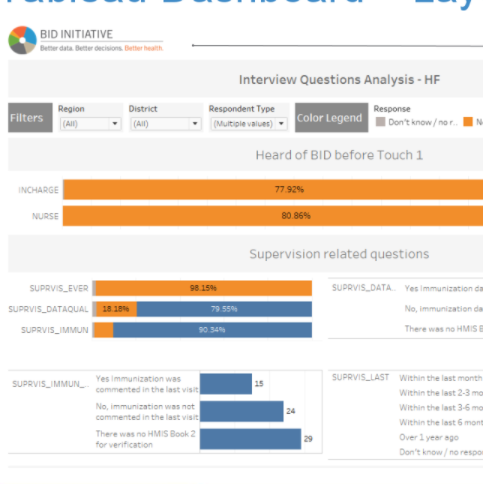 BID INITIATIVE
Better data. Better decisions. Better health.
Interview Questions Analysis - HF
Filters
Region
(All)
District
(All)
Respondent Type
(Multiple values)
Color Legend
Response
Don't know / no r..
Heard of BID before Touch 1
INCHARGE 77.92%
NURSE 80.86%
Supervision related questions
SUPRVIS_EVER 98.15%
SUPRVIS_DATAQUAL 18.18% 79.55%
SUPRVIS_IMMUN 90.34%
SUPRVIS_DATA.. Yes Immunization da
No, Immunization da
There was no HMIS
SUPRVIS_IMMUN_..
Yes Immunization was
commented in the last visit
15
No, immunization was not
commented in the last visit
24
There was no HMIS Book 2
for verification
29
SUPRVIS_LAST Within the last month
Within the last 2-3 mo
Within the last 3-6 mo
Within the last 6 mont
Over 1 year ago
Don't know / no respo